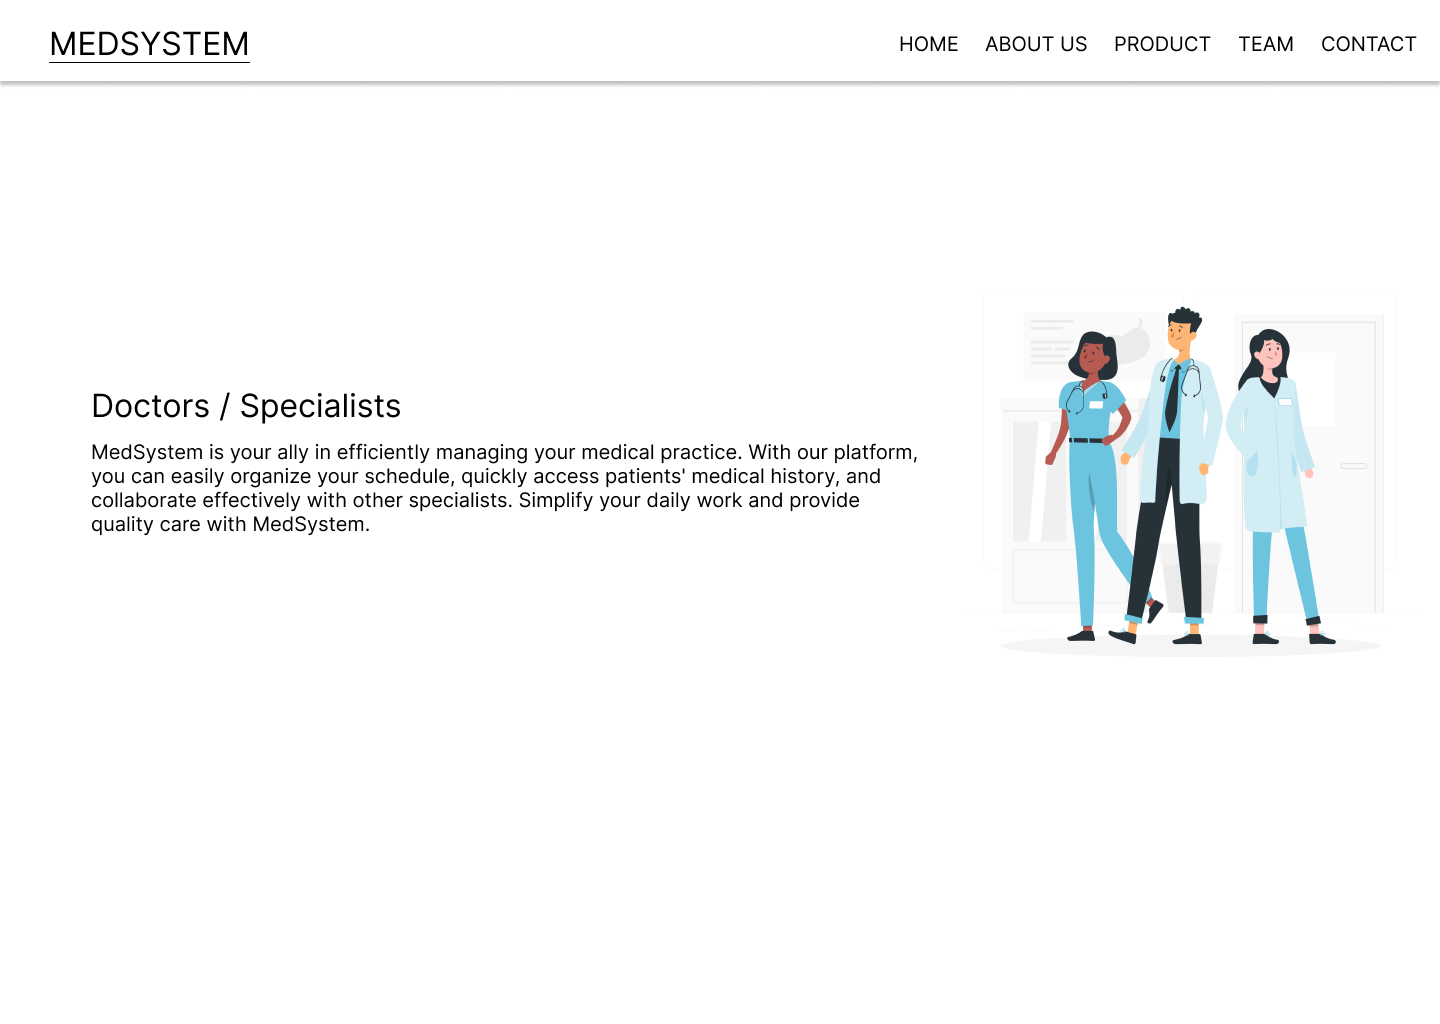 MEDSYSTEM
HOME ABOUT US PRODUCT TEAM CONTACT
Doctors / Specialists
MedSystem is your ally in efficiently managing your medical practice. With our platform,
you can easily organize your schedule, quickly access patients' medical history, and
collaborate effectively with other specialists. Simplify your daily work and provide
quality care with MedSystem.